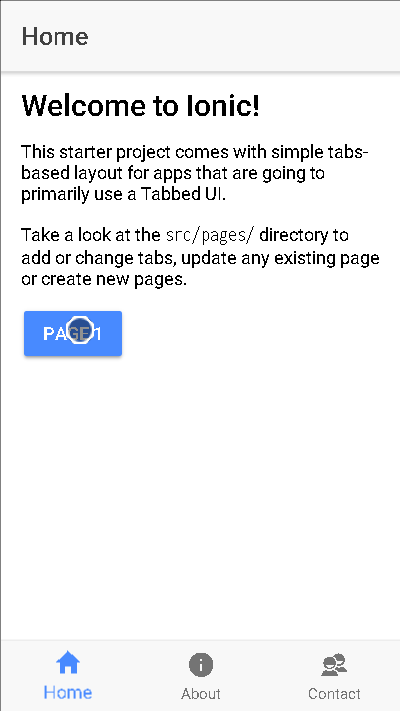 Home
Welcome to Ionic!
This starter project comes with simple tabs-
based layout for apps that are going to
primarily use a Tabbed UI.
Take a look at the src/pages/ directory to
add or change tabs, update any existing page
or create new pages.
PAGE 1
Home
About
Contact